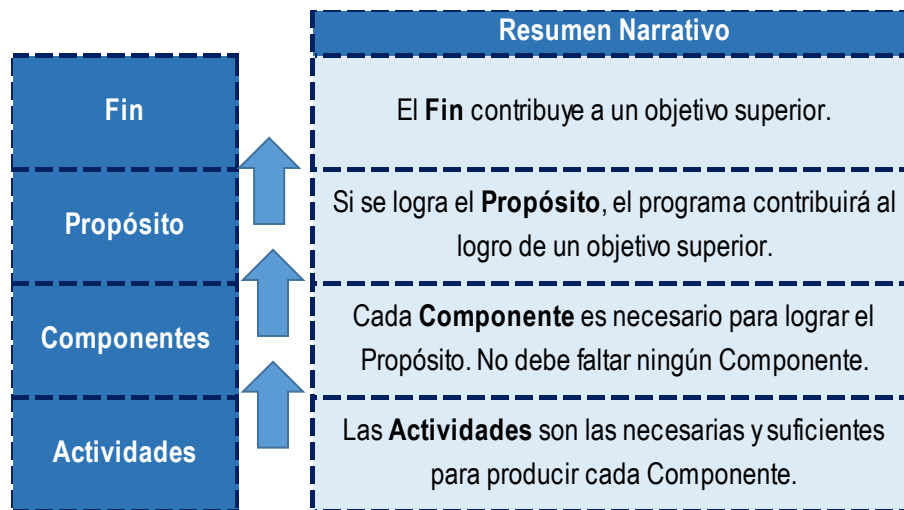 Resumen Narrativo
Fin
El Fin contribuye a un objetivo superior.
Propósito
Si se logra el Propósito, el programa contribuirá al
logro de un objetivo superior.
Componentes
Cada Componente es necesario para lograr el
Propósito. No debe faltar ningún Componente.
Actividades
Las Actividades son las necesarias y suficientes
para producir cada Componente.